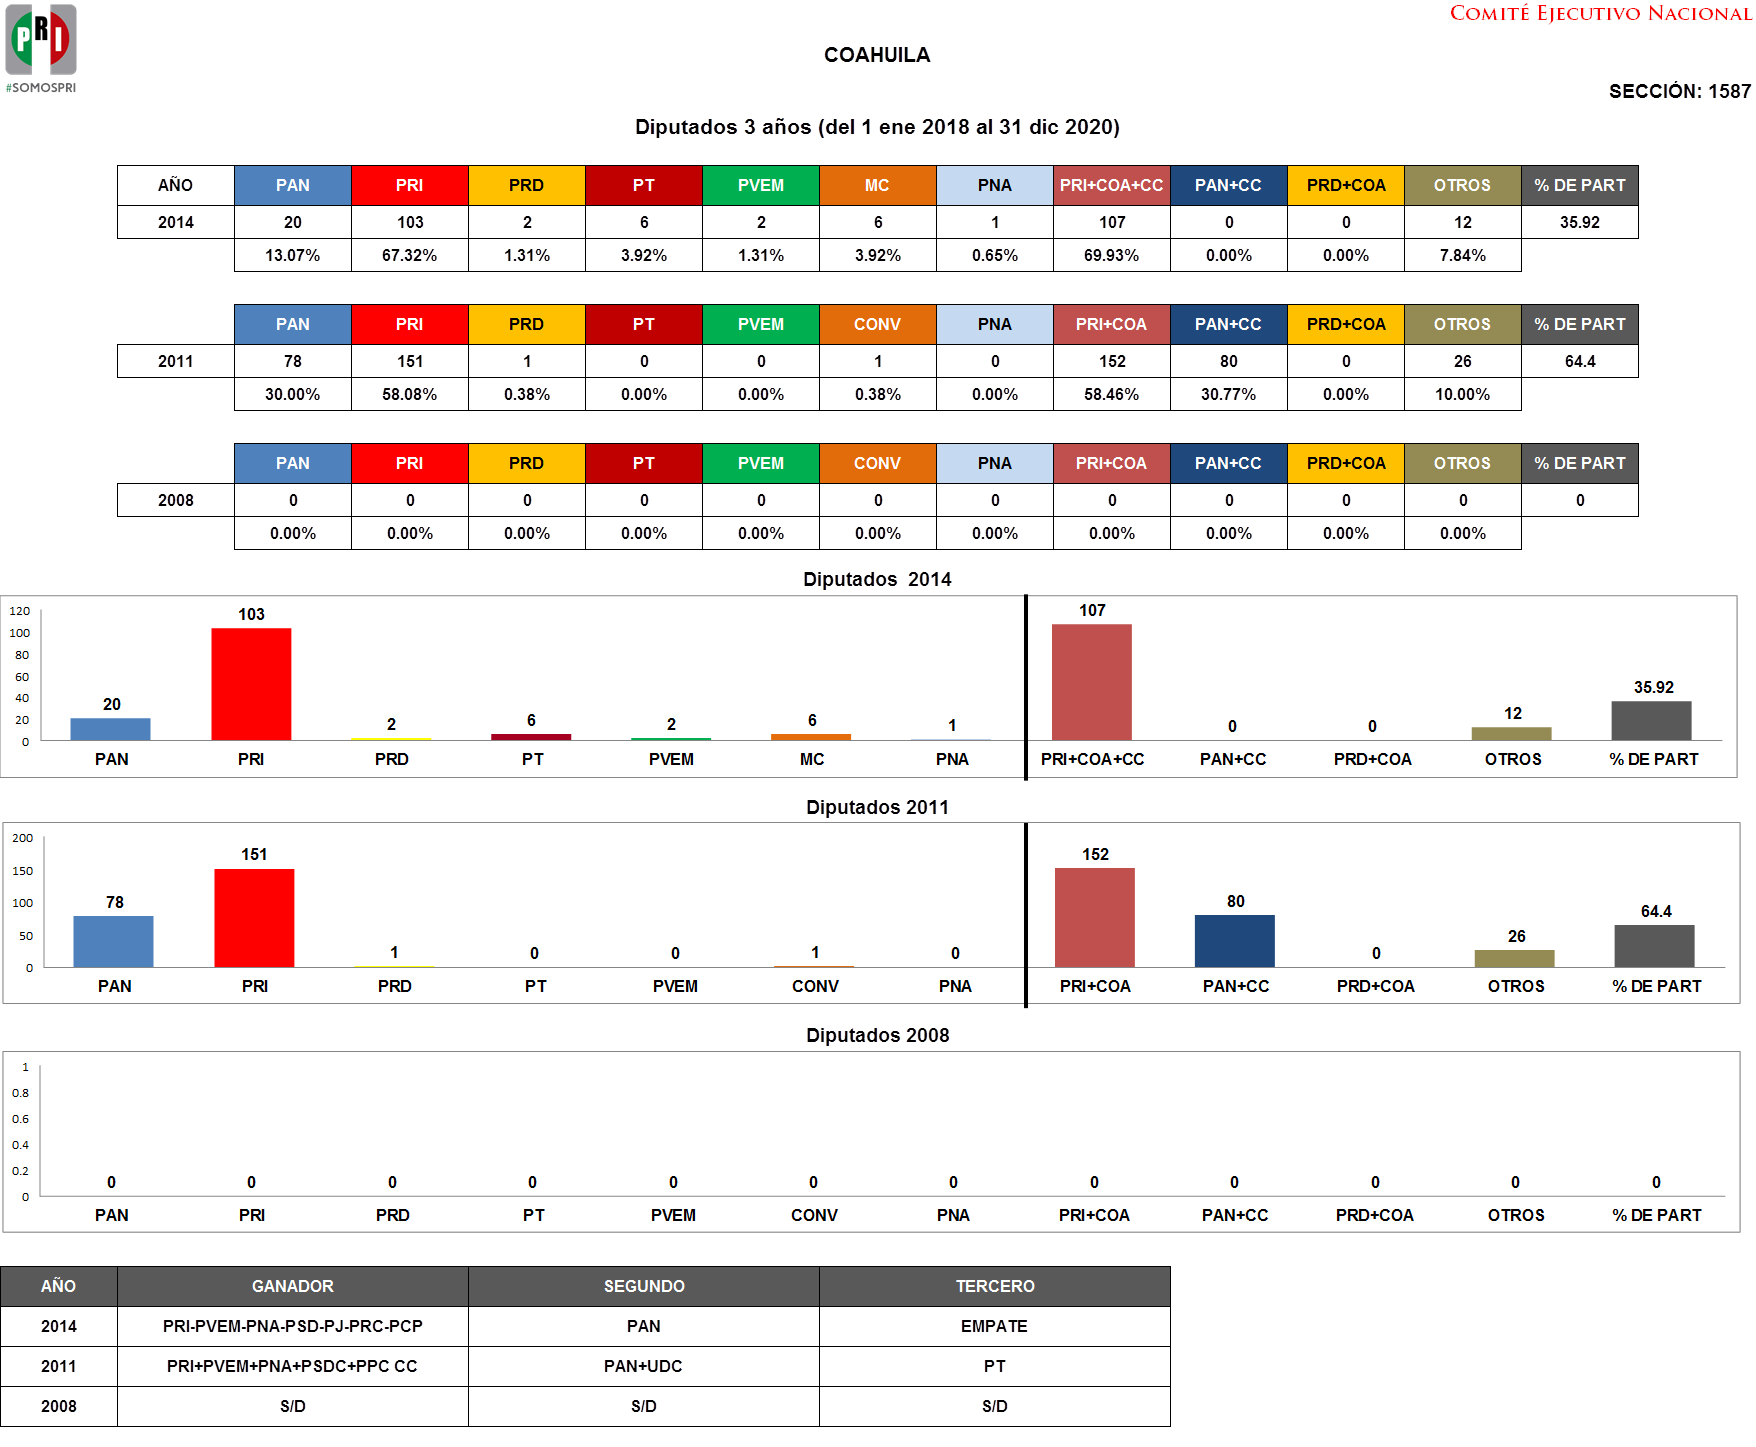 PRI
#SOMOSPRI
COMITÉ EJECUTIVO NACIONAL
COAHUILA
SECCIÓN: 1587
Diputados 3 años (del 1 ene 2018 al 31 dic 2020)
AÑO PAN PRI PRD PT PVEM MC PNA PRI+COA+CC PAN+CC PRD+COA OTROS % DE PART
2014 20 103 2 6 2 6 1 107 0 0 12 35.92
13.07% 67.32% 1.31% 3.92% 1.31% 3.92% 0.65% 69.93% 0.00% 0.00% 7.84%
PAN PRI PRD PT PVEM CONV PNA PRI+COA PAN+CC PRD+COA OTROS % DE PART
2011 78 151 1 0 0 1 0 152 80 0 26 64.4
30.00% 58.08% 0.38% 0.00% 0.00% 0.38% 0.00% 58.46% 30.77% 0.00% 10.00%
PAN PRI PRD PT PVEM CONV PNA PRI+COA PAN+CC PRD+COA OTROS % DE PART
2008 0 0 0 0 0 0 0 0 0 0 0 0
0.00% 0.00% 0.00% 0.00% 0.00% 0.00% 0.00% 0.00% 0.00% 0.00% 0.00%
Diputados 2014
120
100
80
60
40
20
0
20 103 2 6 2 6 1 107 0 0 12 35.92
PAN PRI PRD PT PVEM MC PNA PRI+COA+CC PAN+CC PRD+COA OTROS % DE PART
Diputados 2011
200
150
100
50
0
78 151 1 0 0 1 0 152 80 0 26 64.4
PAN PRI PRD PT PVEM CONV PNA PRI+COA PAN+CC PRD+COA OTROS % DE PART
Diputados 2008
1
0.8
0.6
0.4
0.2
0
0 0 0 0 0 0 0 0 0 0 0 0
PAN PRI PRD PT PVEM CONV PNA PRI+COA PAN+CC PRD+COA OTROS % DE PART
AÑO GANADOR SEGUNDO TERCERO
2014 PRI-PVEM-PNA-PSD-PJ-PRC-PCP PAN EMPATE
2011 PRI+PVEM+PNA+PSDC+PPC CC PAN+UDC PT
2008 S/D S/D S/D